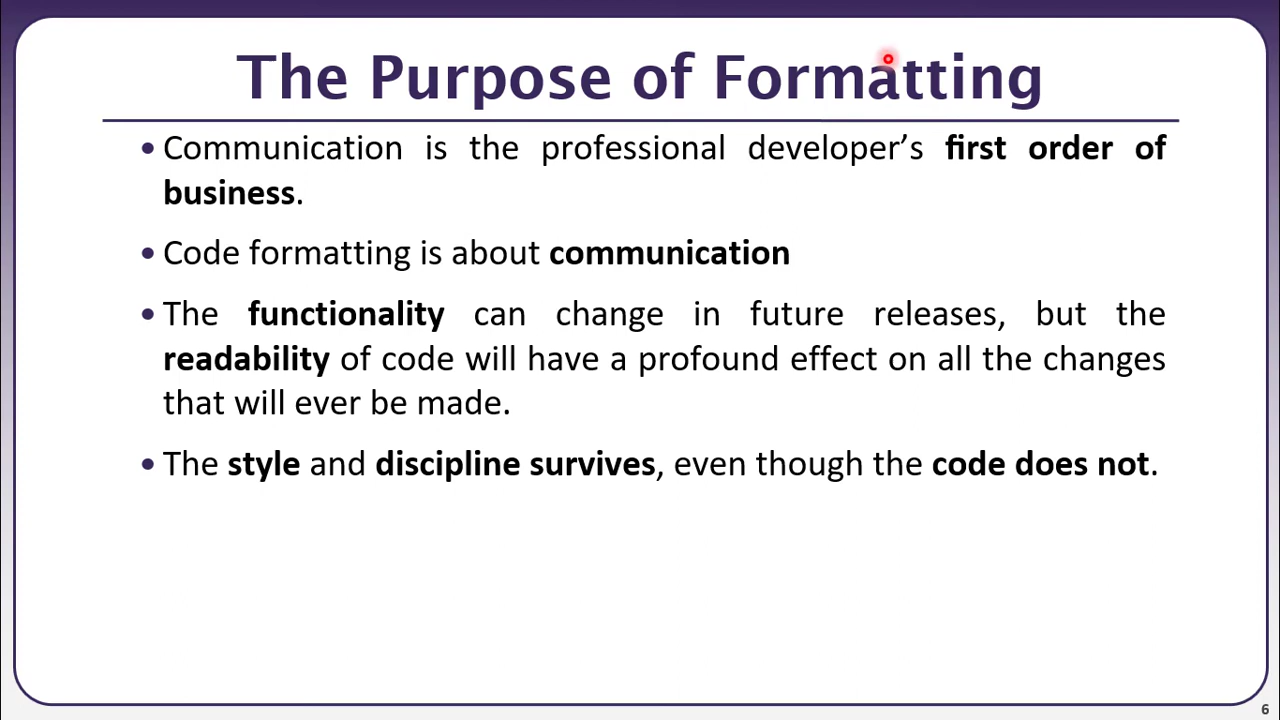 The Purpose of Formatting
• Communication is the professional developer’s first order of
business.
• Code formatting is about communication
• The functionality can change in future releases, but the
readability of code will have a profound effect on all the changes
that will ever be made.
• The style and discipline survives, even though the code does not.
6